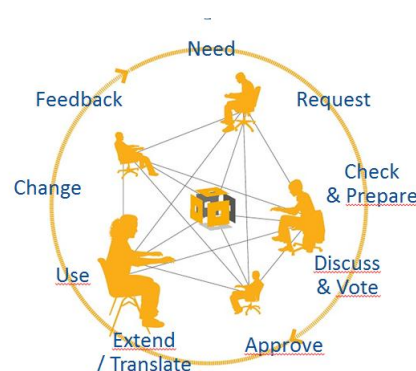 Need
Request
Check
& Prepare
Discuss
& Vote
Approve
Extend
/ Translate
Use
Change
Feedback